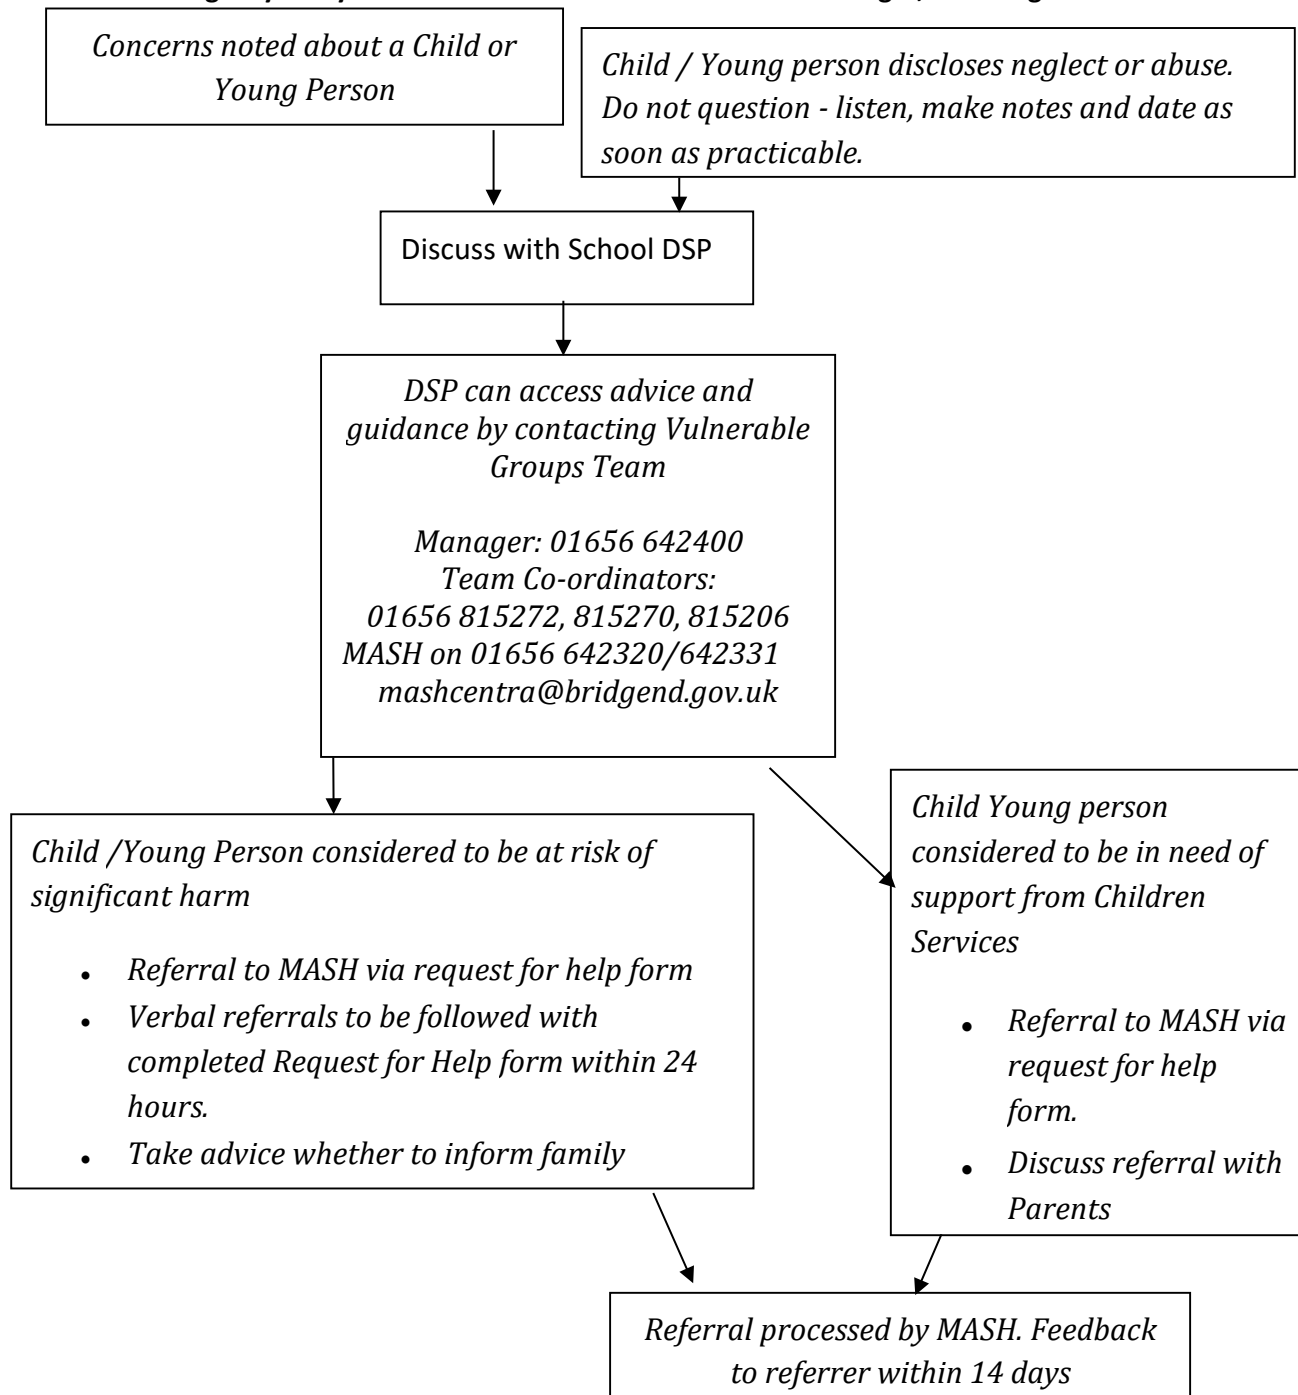 Concerns noted about a Child or
Young Person
Child / Young person discloses neglect or abuse.
Do not question - listen, make notes and date as
soon as practicable.
Discuss with School DSP
DSP can access advice and
guidance by contacting Vulnerable
Groups Team
Manager: 01656 642400
Team Co-ordinators:
01656 815272, 815270, 815206
MASH on 01656 642320/642331
mashcentra@bridgend.gov.uk
Child /Young Person considered to be at risk of
significant harm
• Referral to MASH via request for help form
• Verbal referrals to be followed with
completed Request for Help form within 24
hours.
• Take advice whether to inform family
Child Young person
considered to be in need of
support from Children
Services
• Referral to MASH via
request for help
form.
• Discuss referral with
Parents
Referral processed by MASH. Feedback
to referrer within 14 days